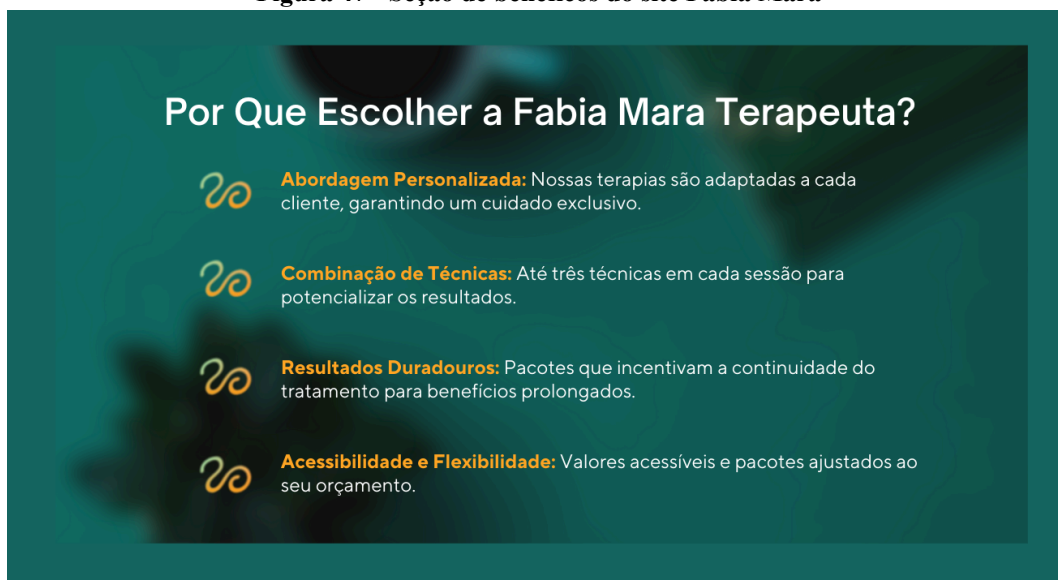 Por Que Escolher a Fabia Mara Terapeuta?
Abordagem Personalizada: Nossas terapias são adaptadas a cada
cliente, garantindo um cuidado exclusivo.
Combinação de Técnicas: Até três técnicas em cada sessão para
potencializar os resultados.
Resultados Duradouros: Pacotes que incentivam a continuidade do
tratamento para benefícios prolongados.
Acessibilidade e Flexibilidade: Valores acessíveis e pacotes ajustados ao
seu orçamento.